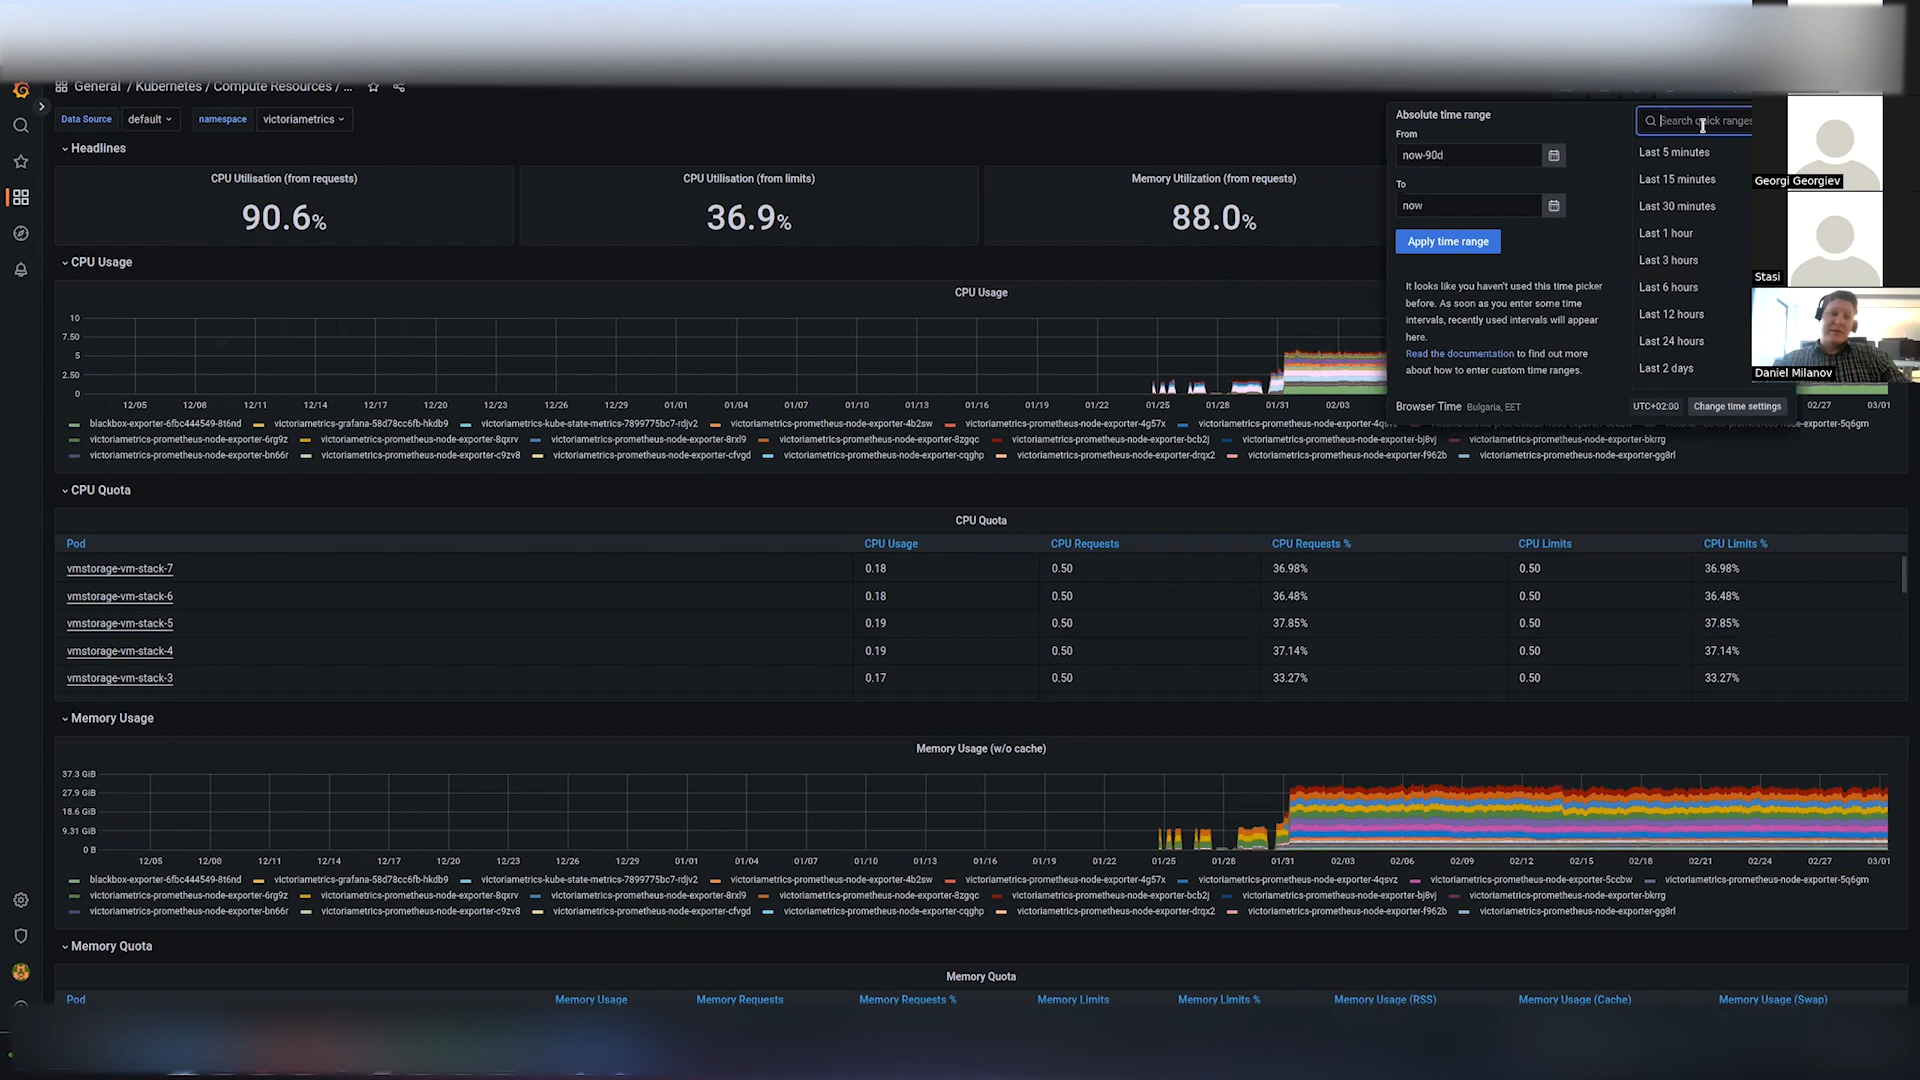 General / Kubernetes / Compute Resources / ...
Data Source default namespace victoriametrics
Headlines
CPU Utilisation (from requests)
90.6%
CPU Utilisation (from limits)
36.9%
Memory Utilization (from requests)
88.0%
Absolute time range
From
now-90d
To
now
Apply time range
It looks like you haven't used this time picker
before. As soon as you enter some time
intervals, recently used intervals will appear
here.
Read the documentation to find out more
about how to enter custom time ranges.
Search quick ranges
Last 5 minutes
Last 15 minutes
Last 30 minutes
Last 1 hour
Last 3 hours
Last 6 hours
Last 12 hours
Last 24 hours
Last 2 days
Browser Time Bulgaria, EET
UTC+02:00 Change time settings
Georgi Georgiev
Stasi
Daniel Milanov
CPU Usage
CPU Usage
10
7.50
5
2.50
0
12/05 12/08 12/11 12/14 12/17 12/20 12/23 12/26 12/29 01/01 01/04 01/07 01/10 01/13 01/16 01/19 01/22 01/25 01/28 01/31 02/03 02/27 03/01
blackbox-exporter-6fbc444549-8t6nd victoriametrics-grafana-58d78cc6fb-hkdb9 victoriametrics-kube-state-metrics-7899775bc7-rdjv2 victoriametrics-prometheus-node-exporter-4b2sw victoriametrics-prometheus-node-exporter-4g57x victoriametrics-prometheus-node-exporter-4qsvz
victoriametrics-prometheus-node-exporter-6rg9z victoriametrics-prometheus-node-exporter-8qxrv victoriametrics-prometheus-node-exporter-8rxl9 victoriametrics-prometheus-node-exporter-8zgqc victoriametrics-prometheus-node-exporter-bcb2j victoriametrics-prometheus-node-exporter-bj8vj victoriametrics-prometheus-node-exporter-bkrrg
victoriametrics-prometheus-node-exporter-bn66r victoriametrics-prometheus-node-exporter-c9zv8 victoriametrics-prometheus-node-exporter-cfvgd victoriametrics-prometheus-node-exporter-cqghp victoriametrics-prometheus-node-exporter-drqx2 victoriametrics-prometheus-node-exporter-f962b victoriametrics-prometheus-node-exporter-gg8rl
CPU Quota
CPU Quota
Pod CPU Usage CPU Requests CPU Requests % CPU Limits CPU Limits %
vmstorage-vm-stack-7 0.18 0.50 36.98% 0.50 36.98%
vmstorage-vm-stack-6 0.18 0.50 36.48% 0.50 36.48%
vmstorage-vm-stack-5 0.19 0.50 37.85% 0.50 37.85%
vmstorage-vm-stack-4 0.19 0.50 37.14% 0.50 37.14%
vmstorage-vm-stack-3 0.17 0.50 33.27% 0.50 33.27%
Memory Usage
Memory Usage (w/o cache)
37.3 GiB
27.9 GiB
18.6 GiB
9.31 GiB
0 B
12/05 12/08 12/11 12/14 12/17 12/20 12/23 12/26 12/29 01/01 01/04 01/07 01/10 01/13 01/16 01/19 01/22 01/25 01/28 01/31 02/03 02/06 02/09 02/12 02/15 02/18 02/21 02/24 02/27 03/01
blackbox-exporter-6fbc444549-8t6nd victoriametrics-grafana-58d78cc6fb-hkdb9 victoriametrics-kube-state-metrics-7899775bc7-rdjv2 victoriametrics-prometheus-node-exporter-4b2sw victoriametrics-prometheus-node-exporter-4g57x victoriametrics-prometheus-node-exporter-4qsvz victoriametrics-prometheus-node-exporter-5ccbw victoriametrics-prometheus-node-exporter-5q6gm
victoriametrics-prometheus-node-exporter-6rg9z victoriametrics-prometheus-node-exporter-8qxrv victoriametrics-prometheus-node-exporter-8rxl9 victoriametrics-prometheus-node-exporter-8zgqc victoriametrics-prometheus-node-exporter-bcb2j victoriametrics-prometheus-node-exporter-bj8vj victoriametrics-prometheus-node-exporter-bkrrg
victoriametrics-prometheus-node-exporter-bn66r victoriametrics-prometheus-node-exporter-c9zv8 victoriametrics-prometheus-node-exporter-cfvgd victoriametrics-prometheus-node-exporter-cqghp victoriametrics-prometheus-node-exporter-drqx2 victoriametrics-prometheus-node-exporter-f962b victoriametrics-prometheus-node-exporter-gg8rl
Memory Quota
Memory Quota
Pod Memory Usage Memory Requests Memory Requests % Memory Limits Memory Limits % Memory Usage (RSS) Memory Usage (Cache) Memory Usage (Swap)